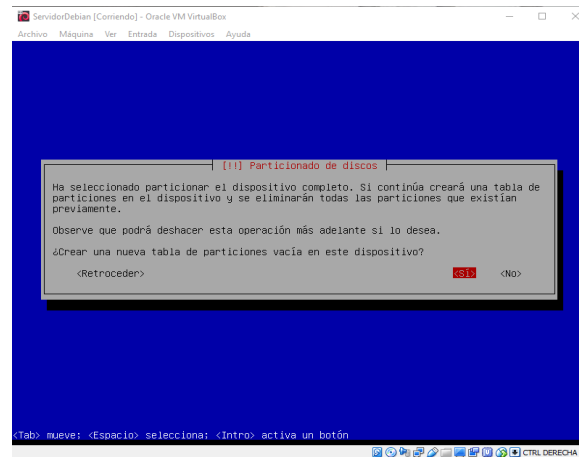 ServidorDebian [Corriendo] - Oracle VM VirtualBox
Archivo Máquina Ver Entrada Dispositivos Ayuda
[!!] Particionado de discos
Ha seleccionado particionar el dispositivo completo. Si continúa creará una tabla de
particiones en el dispositivo y se eliminarán todas las particiones que existían
previamente.
Observe que podrá deshacer esta operación más adelante si lo desea.
¿Crear una nueva tabla de particiones vacía en este dispositivo?
<Retroceder> <Sí> <No>
<Tab> mueve; <Espacio> selecciona; <Intro> activa un botón
CTRL DERECHA